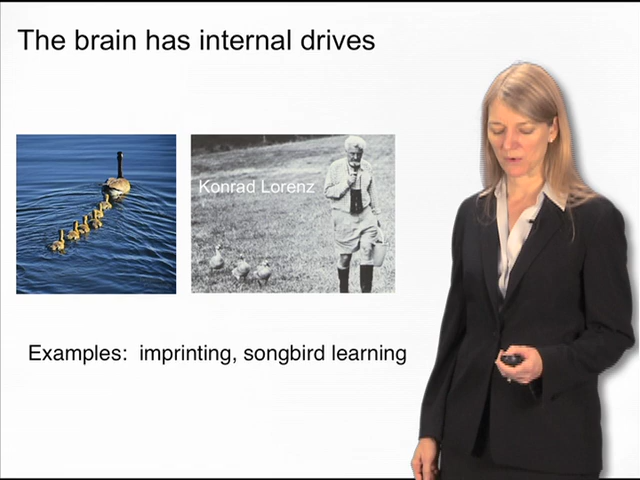 The brain has internal drives
Konrad Lorenz
Examples:  imprinting, songbird learning